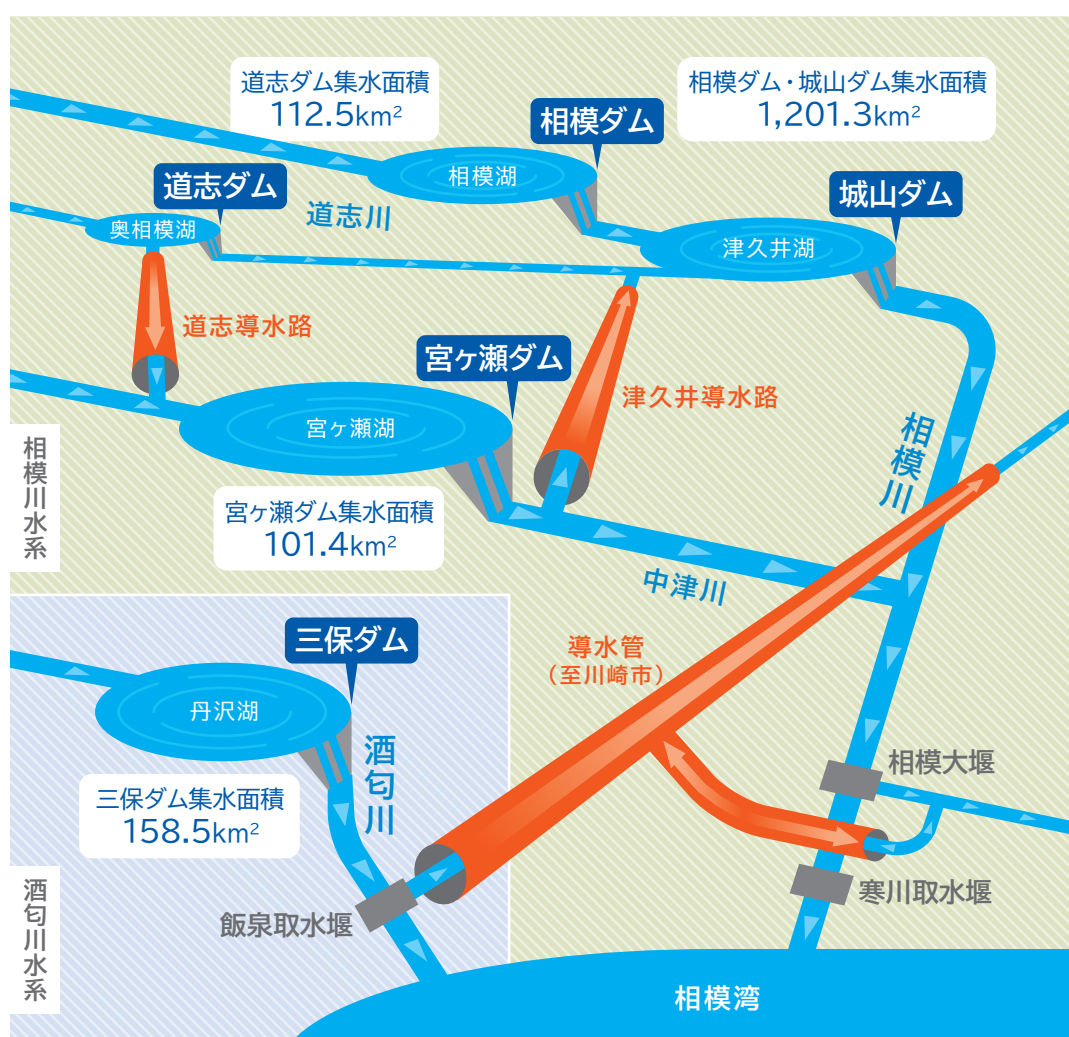 道志ダム集水面積
112.5km²
相模ダム・城山ダム集水面積
1,201.3km²
相模ダム
相模湖
道志ダム
奥相模湖
道志川
城山ダム
津久井湖
道志導水路
宮ヶ瀬ダム
宮ヶ瀬湖
津久井導水路
相模川
相模川水系
宮ヶ瀬ダム集水面積
101.4km²
中津川
三保ダム
丹沢湖
導水管
（至川崎市）
酒匂川
相模大堰
三保ダム集水面積
158.5km²
寒川取水堰
飯泉取水堰
酒匂川水系
相模湾